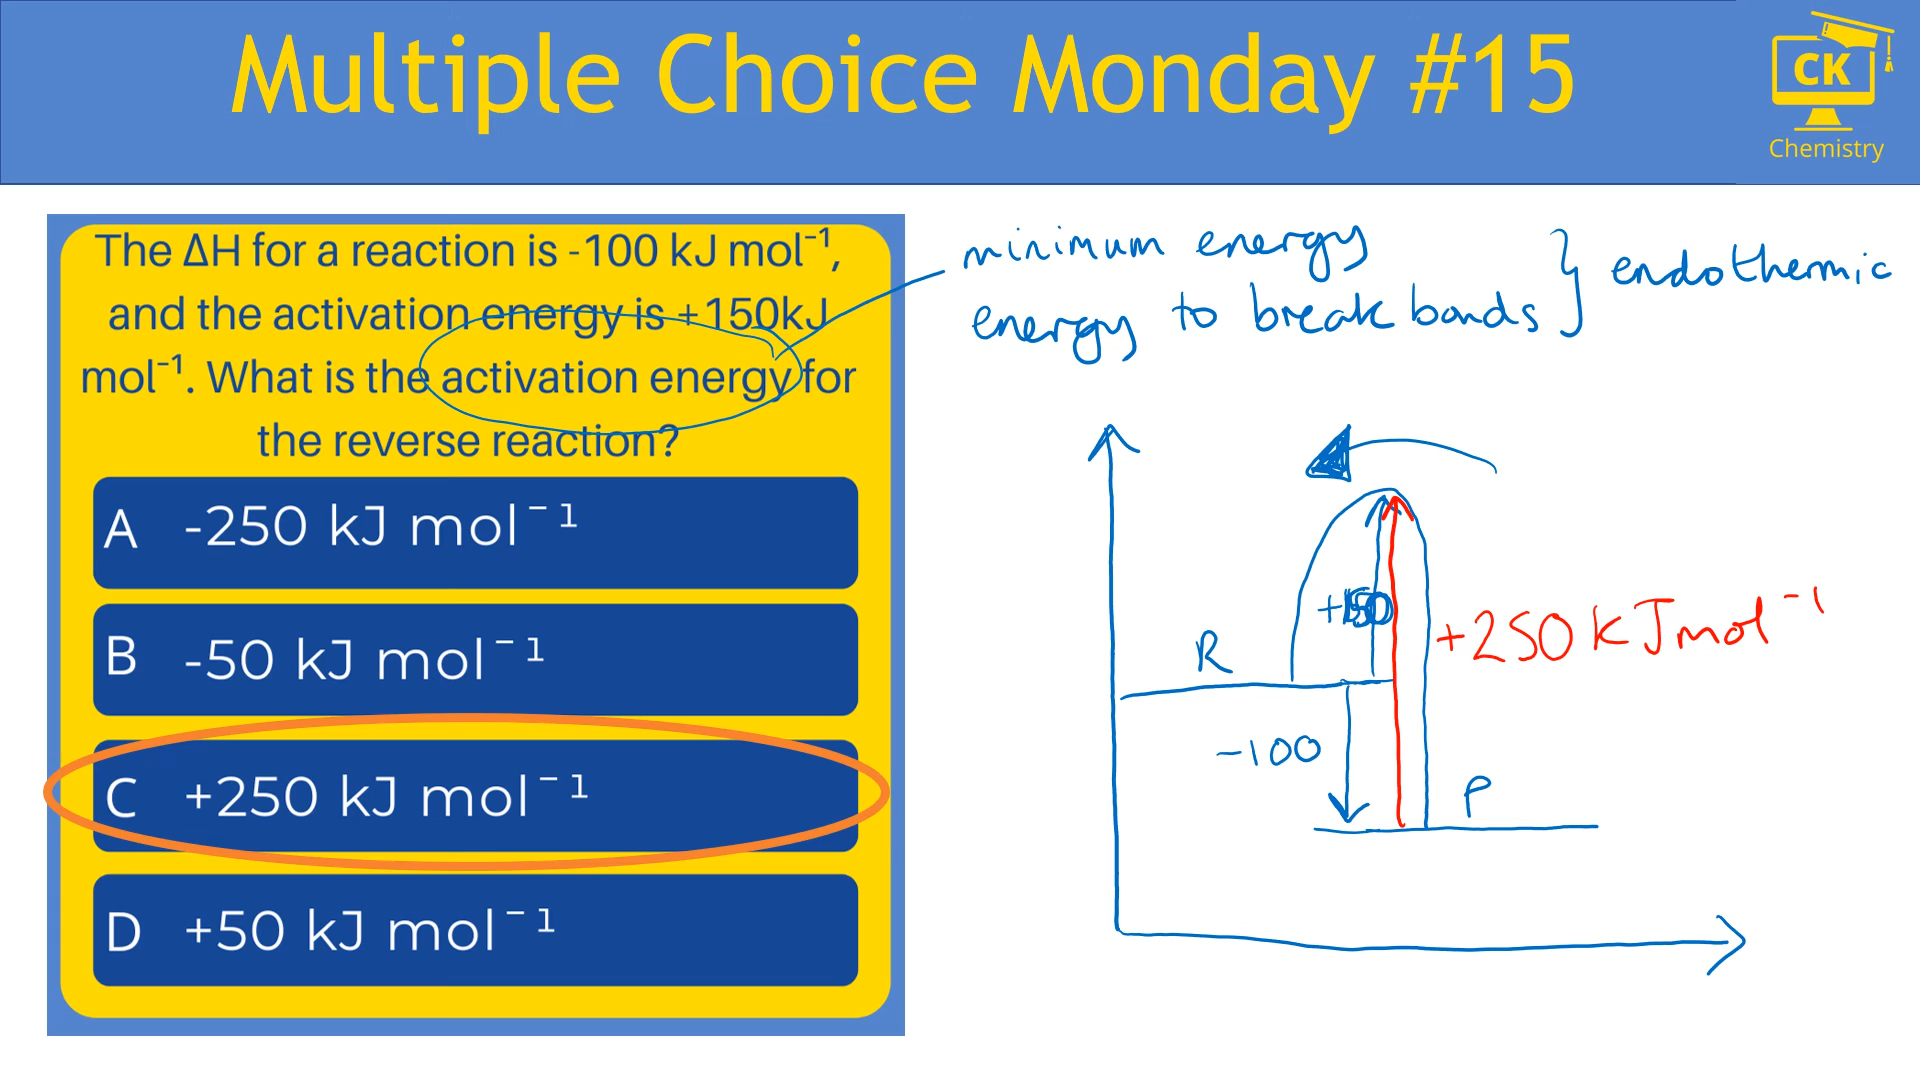 Multiple Choice Monday #15
CK
Chemistry
The ΔH for a reaction is -100 kJ mol⁻¹,
and the activation energy is +150kJ
mol⁻¹. What is the activation energy for
the reverse reaction?
A -250 kJ mol⁻¹
B -50 kJ mol⁻¹
C +250 kJ mol⁻¹
D +50 kJ mol⁻¹
minimum energy
energy to break bonds
endothermic
+150
R
+250 kJmol⁻¹
-100
P